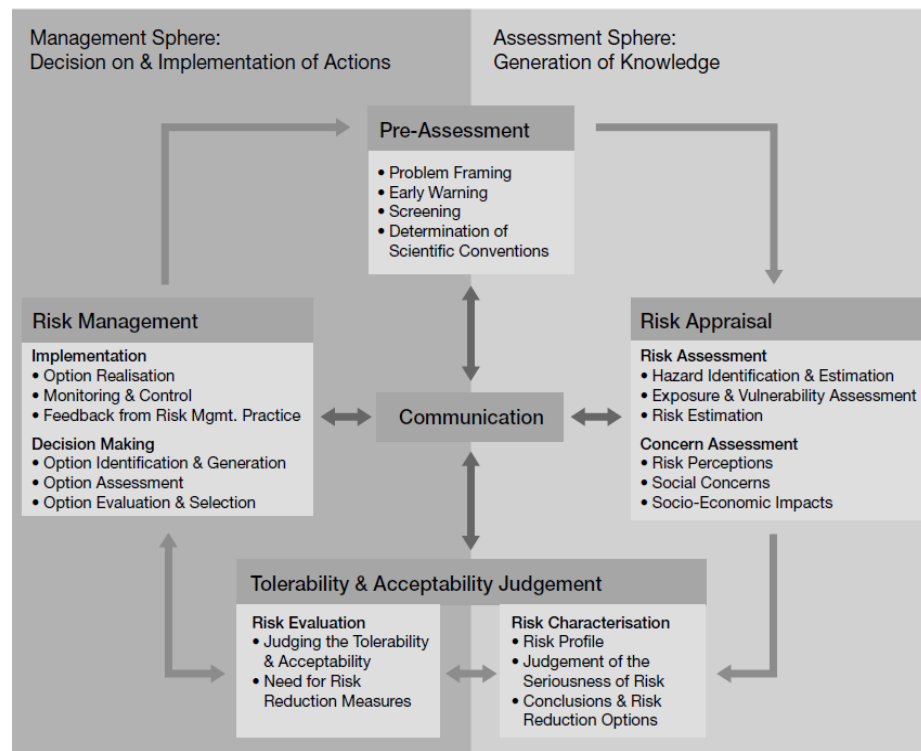 Management Sphere:
Decision on & Implementation of Actions
Assessment Sphere:
Generation of Knowledge
Pre-Assessment
• Problem Framing
• Early Warning
• Screening
• Determination of
Scientific Conventions
Risk Management
Implementation
• Option Realisation
• Monitoring & Control
• Feedback from Risk Mgmt. Practice
Decision Making
• Option Identification & Generation
• Option Assessment
• Option Evaluation & Selection
Communication
Risk Appraisal
Risk Assessment
• Hazard Identification & Estimation
• Exposure & Vulnerability Assessment
• Risk Estimation
Concern Assessment
• Risk Perceptions
• Social Concerns
• Socio-Economic Impacts
Tolerability & Acceptability Judgement
Risk Evaluation
• Judging the Tolerability
& Acceptability
• Need for Risk
Reduction Measures
Risk Characterisation
• Risk Profile
• Judgement of the
Seriousness of Risk
• Conclusions & Risk
Reduction Options